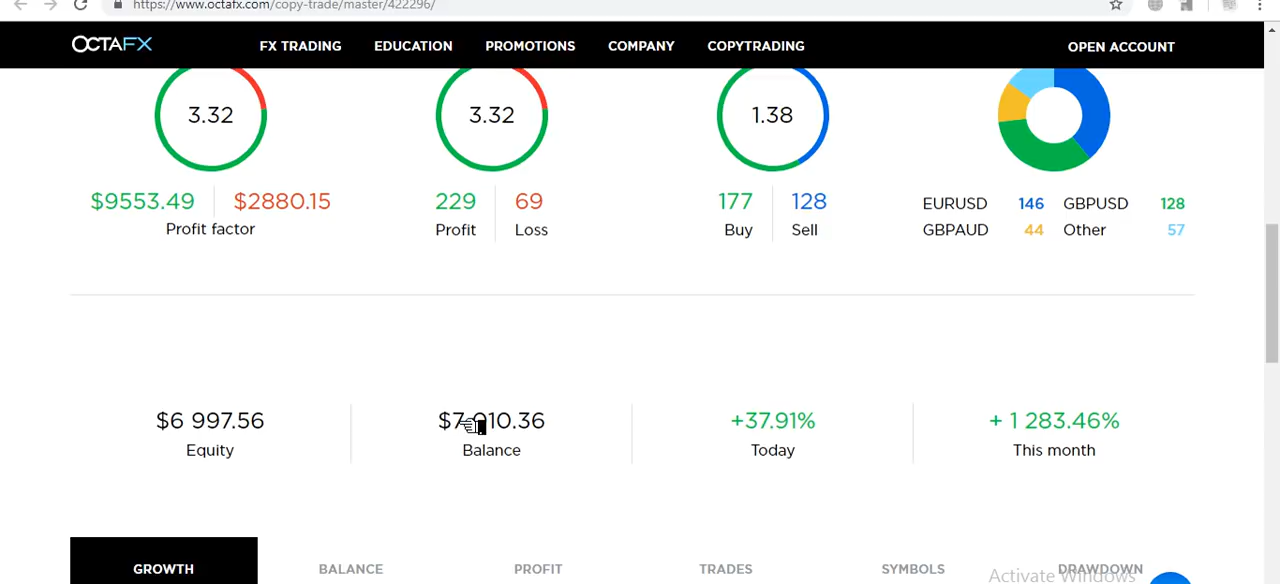 https://www.octafx.com/copy-trade/master/422296/
OCTAFX
FX TRADING
EDUCATION
PROMOTIONS
COMPANY
COPYTRADING
OPEN ACCOUNT
3.32
3.32
1.38
$9553.49 $2880.15
Profit factor
229 69
Profit Loss
177 128
Buy Sell
EURUSD 146 GBPUSD 128
GBPAUD 44 Other 57
$6 997.56
Equity
$7 010.36
Balance
+37.91%
Today
+ 1 283.46%
This month
GROWTH
BALANCE
PROFIT
TRADES
SYMBOLS
DRAWDOWN
Activate Windows